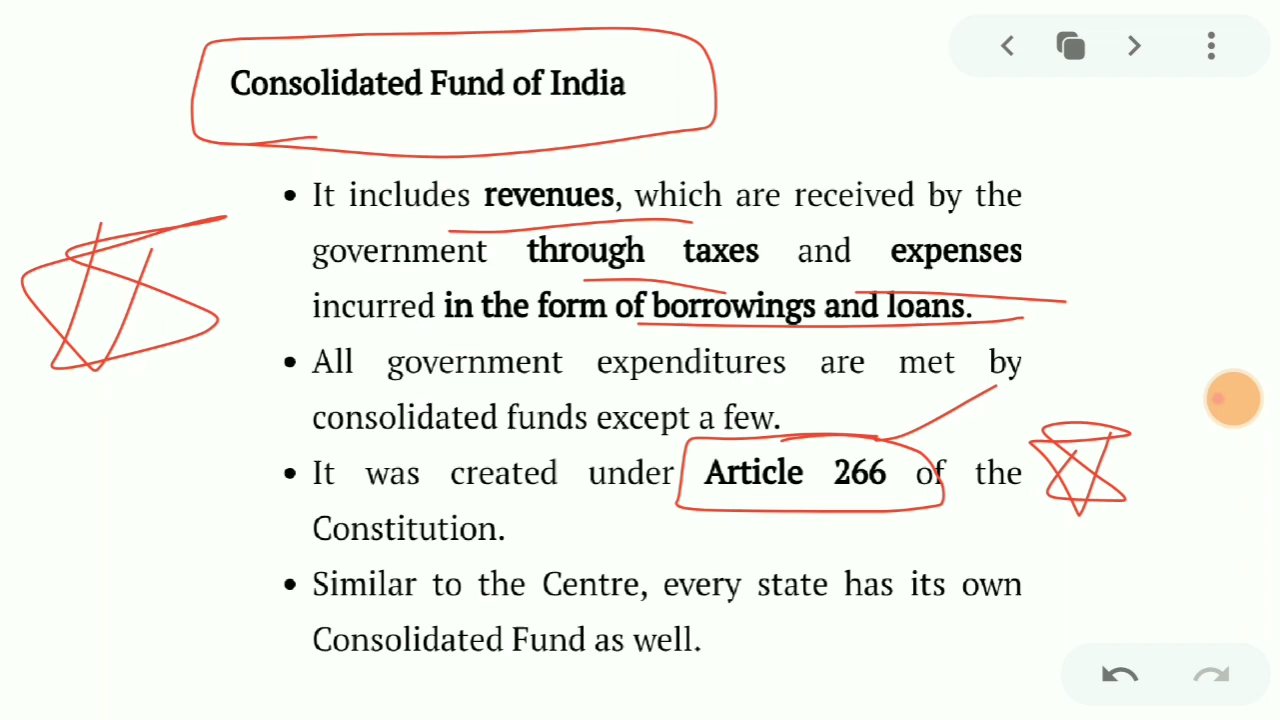 Consolidated Fund of India
• It includes revenues, which are received by the
government through taxes and expenses
incurred in the form of borrowings and loans.
• All government expenditures are met by
consolidated funds except a few.
• It was created under Article 266 of the
Constitution.
• Similar to the Centre, every state has its own
Consolidated Fund as well.